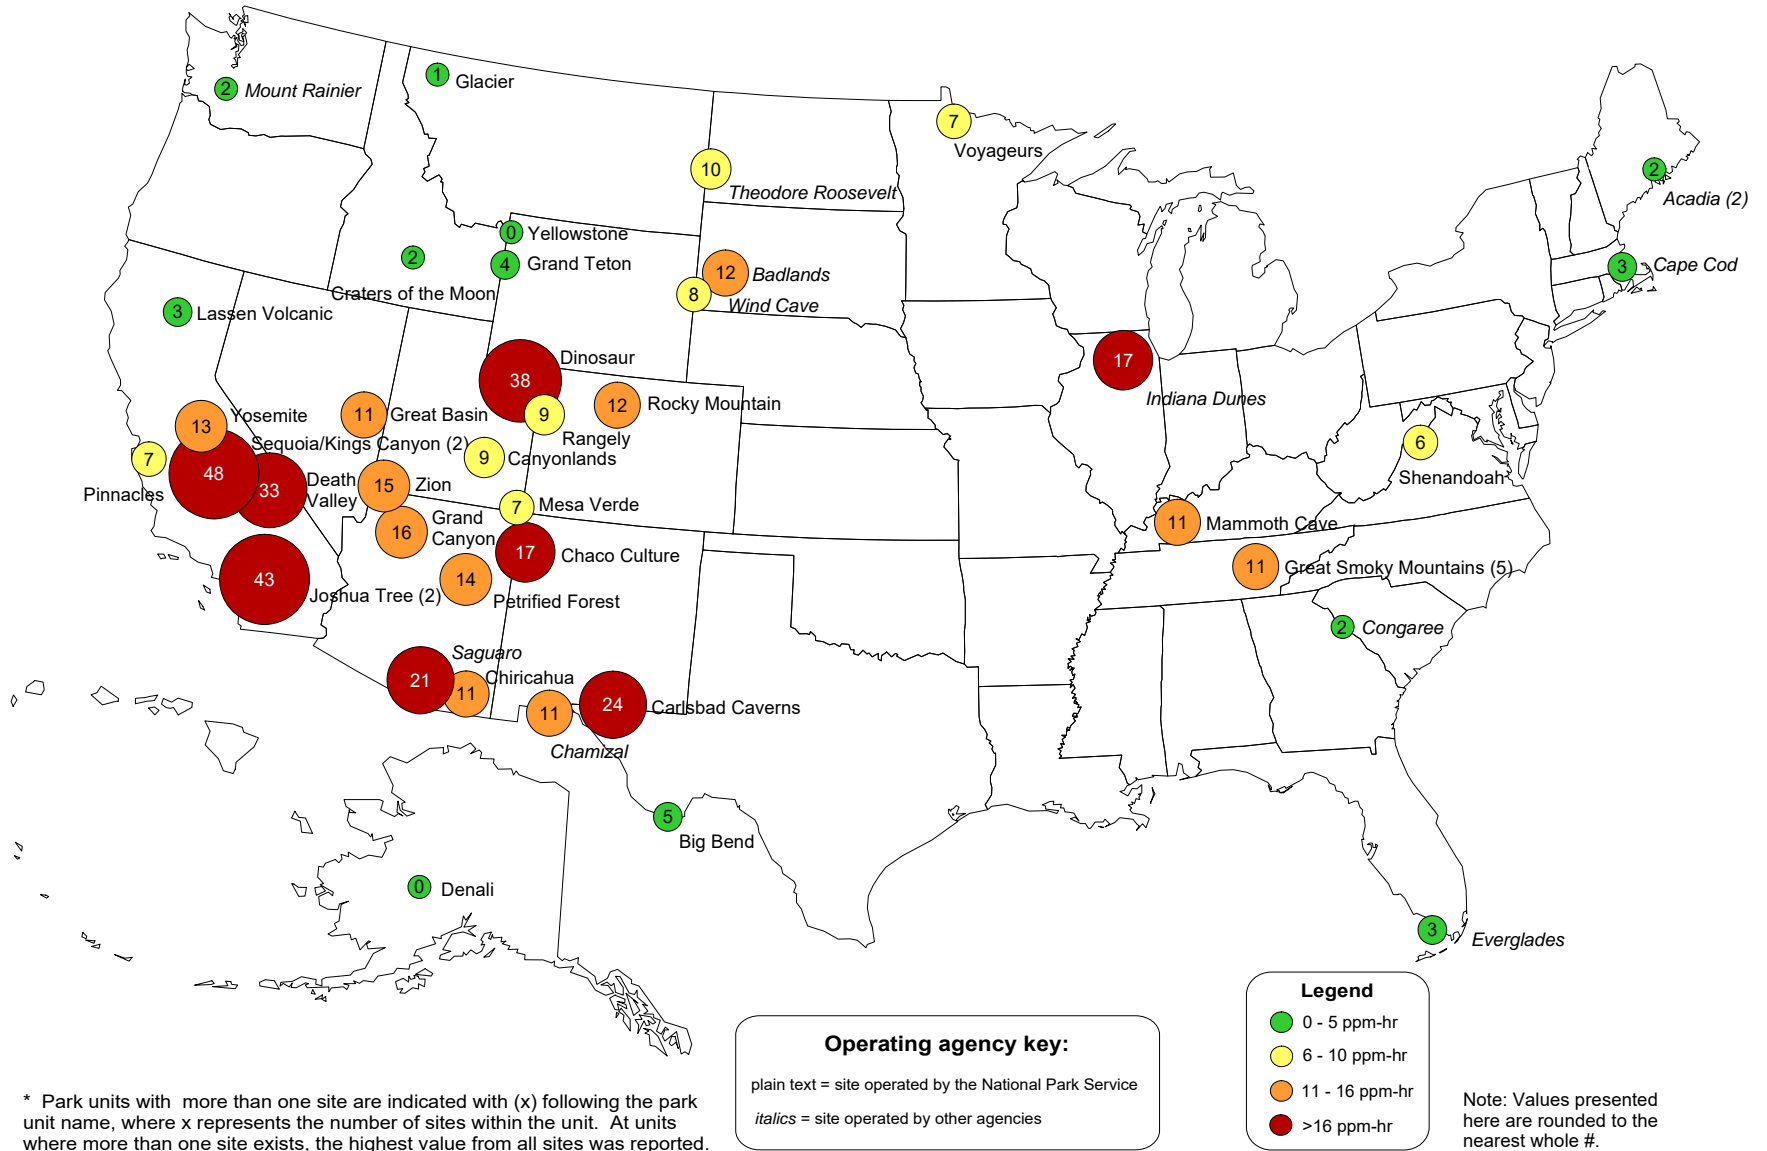 1
Glacier
2
Mount Rainier
7
Voyageurs
10
Theodore Roosevelt
2
Acadia (2)
0
Yellowstone
2
4
Grand Teton
Craters of the Moon
12
Badlands
8
Wind Cave
3
Cape Cod
3
Lassen Volcanic
17
Indiana Dunes
38
Dinosaur
9
Rangely
12
Rocky Mountain
11
Great Basin
13
Yosemite
Sequoia/Kings Canyon (2)
48
7
Pinnacles
33
Death
Valley
9
Canyonlands
6
Shenandoah
15
Zion
7
Mesa Verde
16
Grand
Canyon
17
Chaco Culture
11
Mammoth Cave
11
Great Smoky Mountains (5)
43
Joshua Tree (2)
14
Petrified Forest
2
Congaree
21
Saguaro
11
Chiricahua
11
Chamizal
24
Carlsbad Caverns
5
Big Bend
0
Denali
3
Everglades
Legend
0 - 5 ppm-hr
6 - 10 ppm-hr
11 - 16 ppm-hr
>16 ppm-hr
Operating agency key:
plain text = site operated by the National Park Service
italics = site operated by other agencies
* Park units with more than one site are indicated with (x) following the park
unit name, where x represents the number of sites within the unit. At units
where more than one site exists, the highest value from all sites was reported.
Note: Values presented
here are rounded to the
nearest whole #.